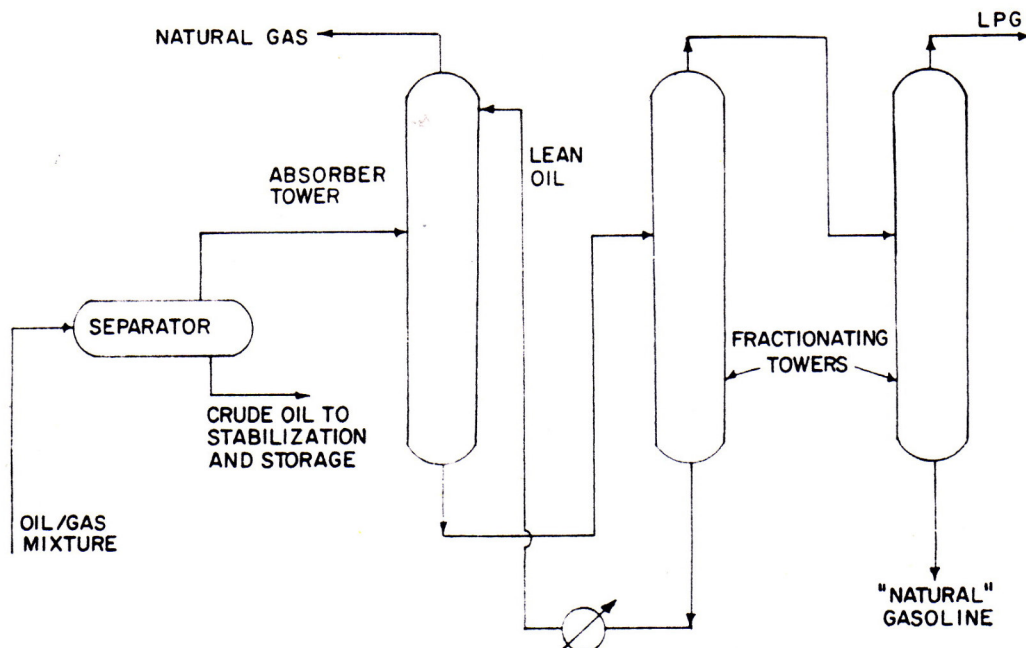 NATURAL GAS
LPG
LEAN
OIL
ABSORBER
TOWER
SEPARATOR
FRACTIONATING
TOWERS
CRUDE OIL TO
STABILIZATION
AND STORAGE
OIL/GAS
MIXTURE
"NATURAL"
GASOLINE